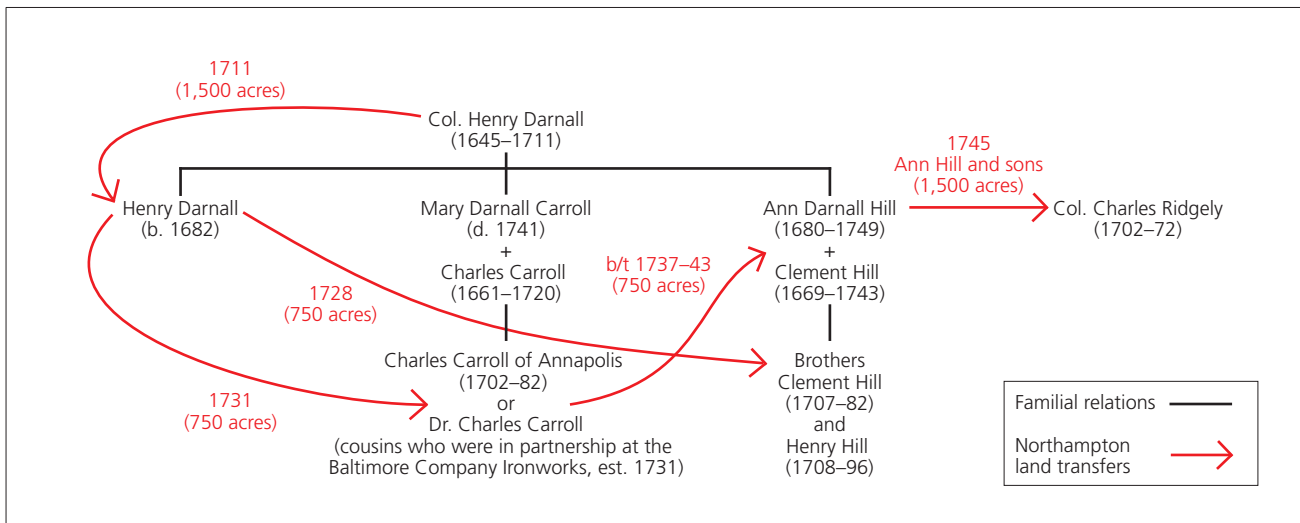 1711
(1,500 acres)
Col. Henry Darnall
(1645–1711)
1745
Ann Hill and sons
(1,500 acres)
Henry Darnall
(b. 1682)
Mary Darnall Carroll
(d. 1741)
+
Charles Carroll
(1661–1720)
Ann Darnall Hill
(1680–1749)
+
Clement Hill
(1669–1743)
Col. Charles Ridgely
(1702–72)
b/t 1737–43
(750 acres)
1728
(750 acres)
1731
(750 acres)
Charles Carroll of Annapolis
(1702–82)
or
Dr. Charles Carroll
(cousins who were in partnership at the
Baltimore Company Ironworks, est. 1731)
Brothers
Clement Hill
(1707–82)
and
Henry Hill
(1708–96)
Familial relations
Northampton
land transfers